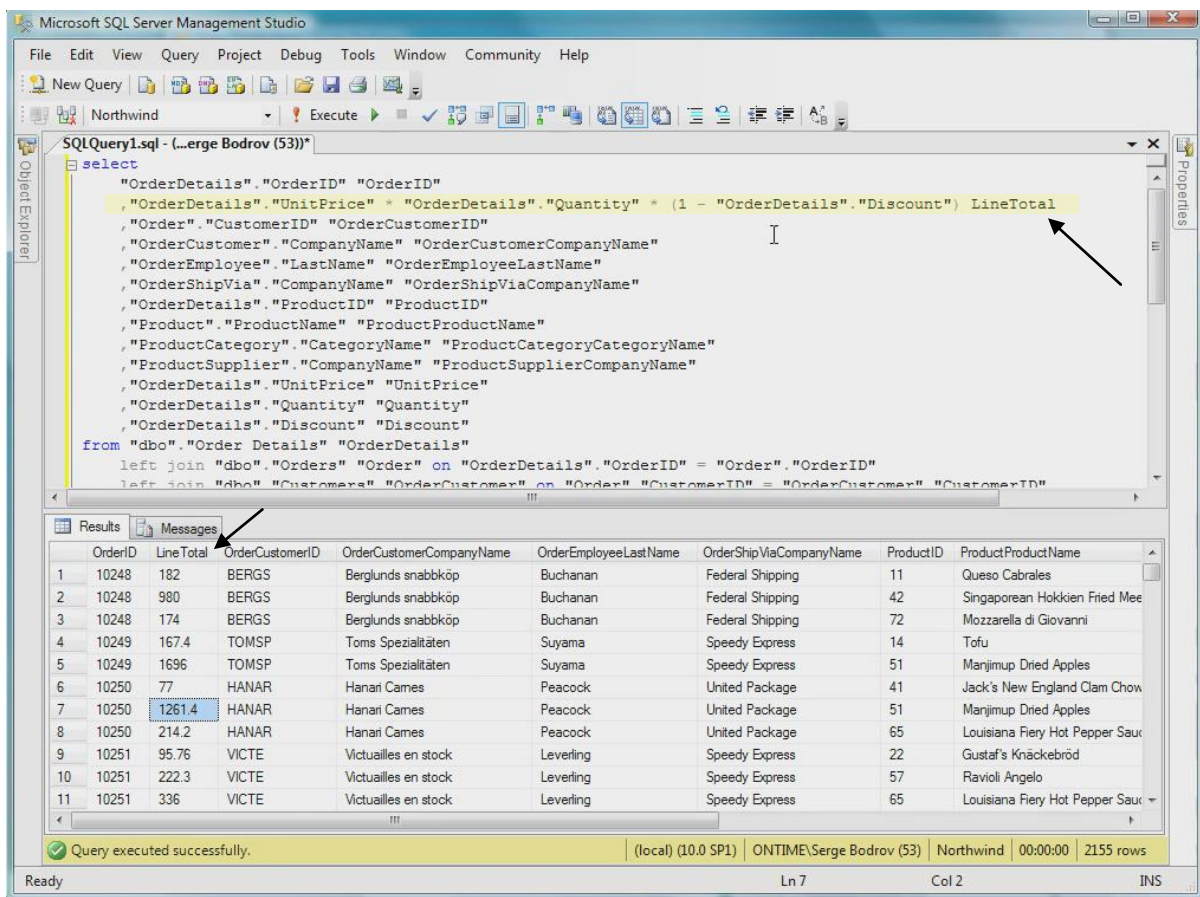 Microsoft SQL Server Management Studio
File Edit View Query Project Debug Tools Window Community Help
New Query
Northwind Execute
SQLQuery1.sql - (...erge Bodrov (53))*
Object Explorer
Properties
select
"OrderDetails"."OrderID" "OrderID"
,"OrderDetails"."UnitPrice" * "OrderDetails"."Quantity" * (1 - "OrderDetails"."Discount") LineTotal
,"Order"."CustomerID" "OrderCustomerID"
,"OrderCustomer"."CompanyName" "OrderCustomerCompanyName"
,"OrderEmployee"."LastName" "OrderEmployeeLastName"
,"OrderShipVia"."CompanyName" "OrderShipViaCompanyName"
,"OrderDetails"."ProductID" "ProductID"
,"Product"."ProductName" "ProductProductName"
,"ProductCategory"."CategoryName" "ProductCategoryCategoryName"
,"ProductSupplier"."CompanyName" "ProductSupplierCompanyName"
,"OrderDetails"."UnitPrice" "UnitPrice"
,"OrderDetails"."Quantity" "Quantity"
,"OrderDetails"."Discount" "Discount"
from "dbo"."Order Details" "OrderDetails"
left join "dbo"."Orders" "Order" on "OrderDetails"."OrderID" = "Order"."OrderID"
left join "dbo"."Customers" "OrderCustomer" on "Order"."CustomerID" = "OrderCustomer"."CustomerID"
Results Messages
OrderID LineTotal OrderCustomerID OrderCustomerCompanyName OrderEmployeeLastName OrderShipViaCompanyName ProductID ProductProductName
1 10248 182 BERGS Berglunds snabbköp Buchanan Federal Shipping 11 Queso Cabrales
2 10248 980 BERGS Berglunds snabbköp Buchanan Federal Shipping 42 Singaporean Hokkien Fried Mee
3 10248 174 BERGS Berglunds snabbköp Buchanan Federal Shipping 72 Mozzarella di Giovanni
4 10249 167.4 TOMSP Toms Spezialitäten Suyama Speedy Express 14 Tofu
5 10249 1696 TOMSP Toms Spezialitäten Suyama Speedy Express 51 Manjimup Dried Apples
6 10250 77 HANAR Hanari Carnes Peacock United Package 41 Jack's New England Clam Chow
7 10250 1261.4 HANAR Hanari Carnes Peacock United Package 51 Manjimup Dried Apples
8 10250 214.2 HANAR Hanari Carnes Peacock United Package 65 Louisiana Fiery Hot Pepper Sauc
9 10251 95.76 VICTE Victuailles en stock Leverling Speedy Express 22 Gustaf's Knäckebröd
10 10251 222.3 VICTE Victuailles en stock Leverling Speedy Express 57 Ravioli Angelo
11 10251 336 VICTE Victuailles en stock Leverling Speedy Express 65 Louisiana Fiery Hot Pepper Sauc
Query executed successfully. (local) (10.0 SP1) ONTIME\Serge Bodrov (53) Northwind 00:00:00 2155 rows
Ready Ln 7 Col 2 INS